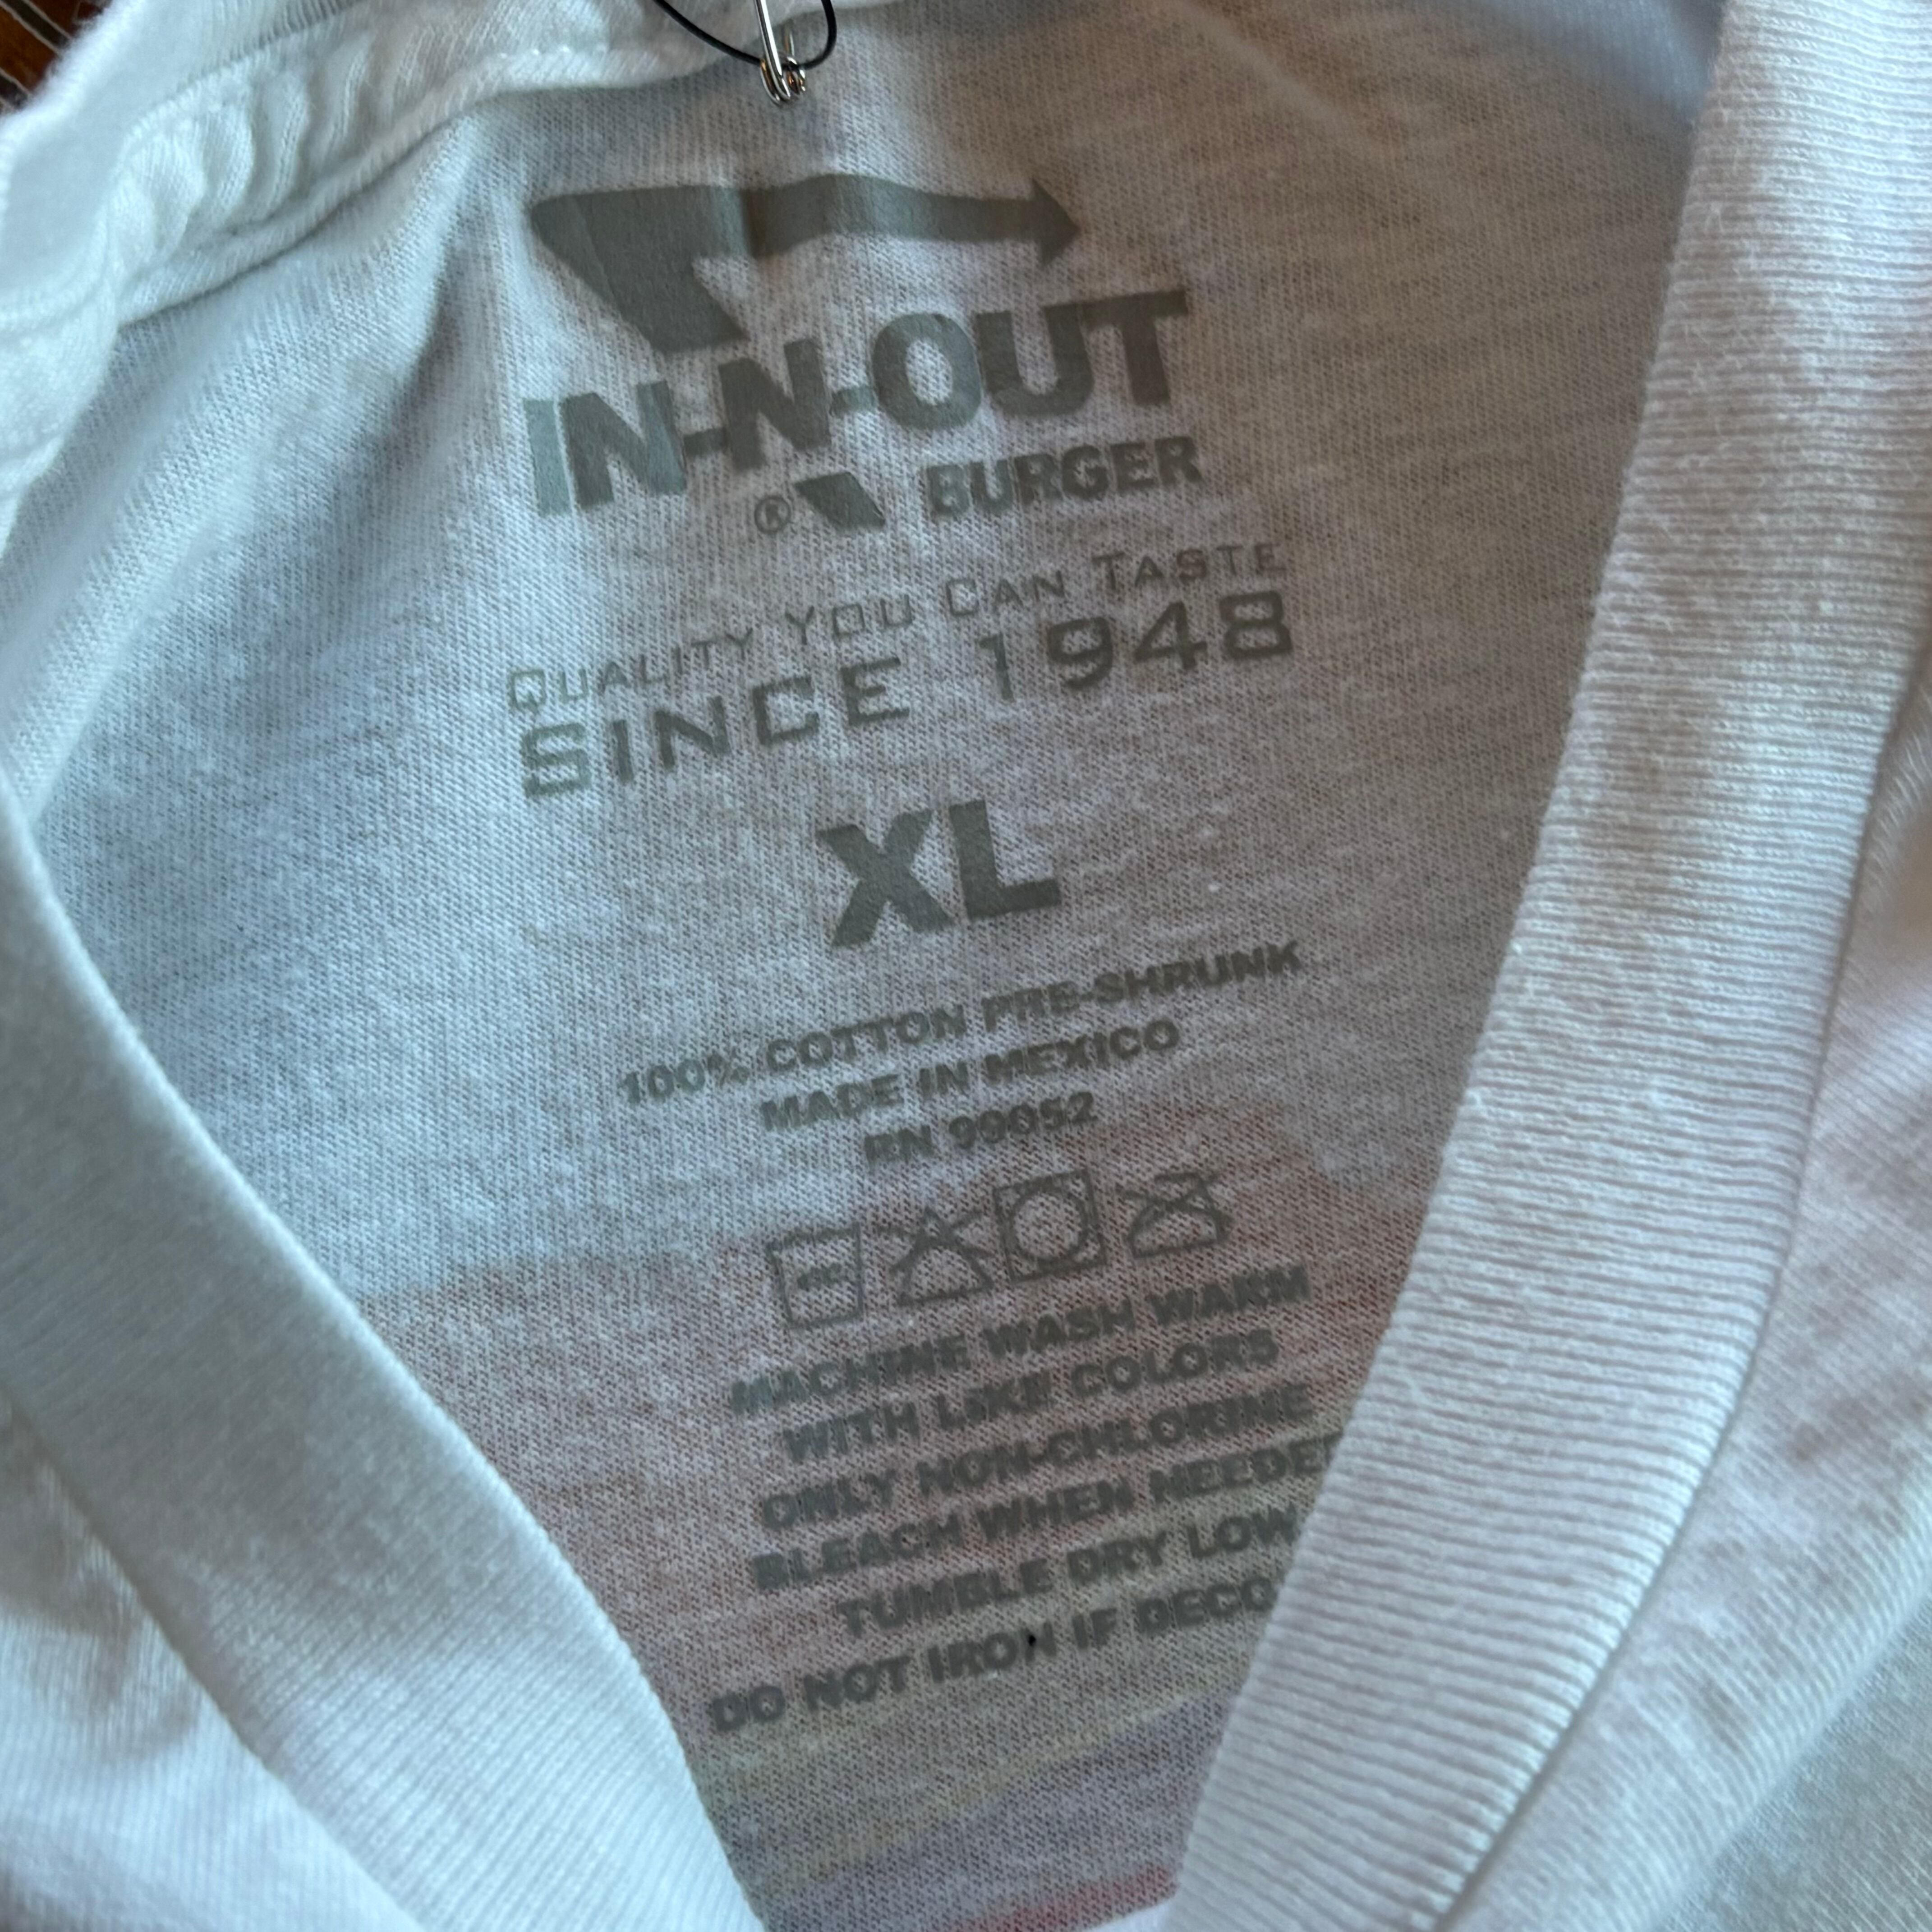 IN-N-OUT
® BURGER
QUALITY YOU CAN TASTE
SINCE 1948
XL
100% COTTON PRE-SHRUNK
MADE IN MEXICO
RN 99052
MACHINE WASH WARM
WITH LIKE COLORS
ONLY NON-CHLORINE
BLEACH WHEN NEEDE
TUMBLE DRY LOW
DO NOT IRON IF DECO